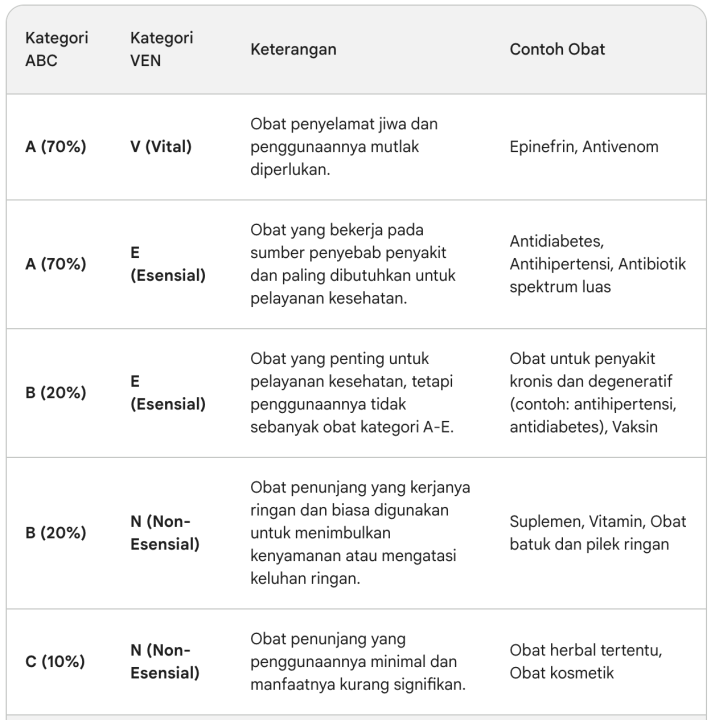 Kategori
ABC
Kategori
VEN
Keterangan
Contoh Obat
A (70%)
V (Vital)
Obat penyelamat jiwa dan
penggunaannya mutlak
diperlukan.
Epinefrin, Antivenom
A (70%)
E
(Esensial)
Obat yang bekerja pada
sumber penyebab penyakit
dan paling dibutuhkan untuk
pelayanan kesehatan.
Antidiabetes,
Antihipertensi, Antibiotik
spektrum luas
B (20%)
E
(Esensial)
Obat yang penting untuk
pelayanan kesehatan, tetapi
penggunaannya tidak
sebanyak obat kategori A-E.
Obat untuk penyakit
kronis dan degeneratif
(contoh: antihipertensi,
antidiabetes), Vaksin
B (20%)
N (Non-
Esensial)
Obat penunjang yang kerjanya
ringan dan biasa digunakan
untuk menimbulkan
kenyamanan atau mengatasi
keluhan ringan.
Suplemen, Vitamin, Obat
batuk dan pilek ringan
C (10%)
N (Non-
Esensial)
Obat penunjang yang
penggunaannya minimal dan
manfaatnya kurang signifikan.
Obat herbal tertentu,
Obat kosmetik